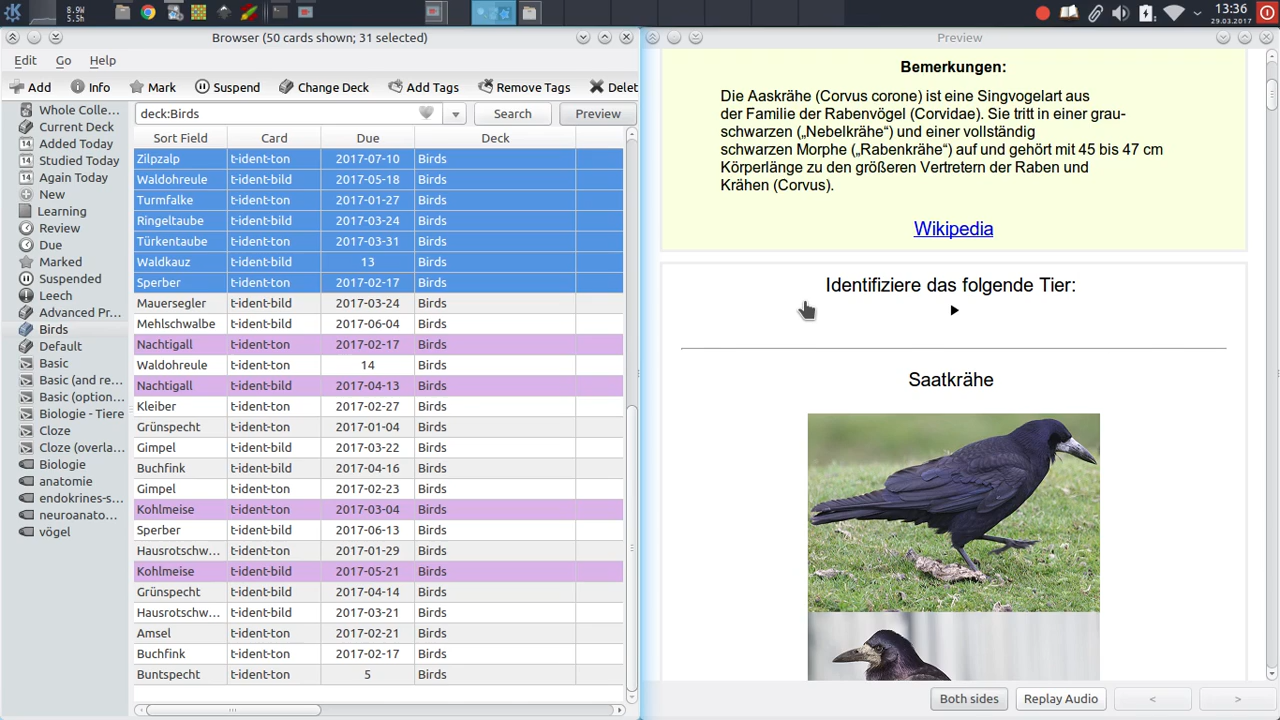 8.9W
5.5h
13:36
29.03.2017
Browser (50 cards shown; 31 selected)
Edit Go Help
Add Info Mark Suspend Change Deck Add Tags Remove Tags Delet
deck:Birds Search Preview
Whole Colle...
Current Deck
Added Today
Studied Today
Again Today
New
Learning
Review
Due
Marked
Suspended
Leech
Advanced Pr...
Birds
Default
Basic
Basic (and re...
Basic (option...
Biologie - Tiere
Cloze
Cloze (overla...
Biologie
anatomie
endokrines-s...
neuroanato...
vögel
Sort Field Card Due Deck
Zilpzalp t-ident-ton 2017-07-10 Birds
Waldohreule t-ident-bild 2017-05-18 Birds
Turmfalke t-ident-ton 2017-01-27 Birds
Ringeltaube t-ident-bild 2017-03-24 Birds
Türkentaube t-ident-ton 2017-03-31 Birds
Waldkauz t-ident-bild 13 Birds
Sperber t-ident-ton 2017-02-17 Birds
Mauersegler t-ident-bild 2017-03-24 Birds
Mehlschwalbe t-ident-bild 2017-06-04 Birds
Nachtigall t-ident-ton 2017-02-17 Birds
Waldohreule t-ident-ton 14 Birds
Nachtigall t-ident-bild 2017-04-13 Birds
Kleiber t-ident-ton 2017-02-27 Birds
Grünspecht t-ident-ton 2017-01-04 Birds
Gimpel t-ident-bild 2017-03-22 Birds
Buchfink t-ident-bild 2017-04-16 Birds
Gimpel t-ident-ton 2017-02-23 Birds
Kohlmeise t-ident-ton 2017-03-04 Birds
Sperber t-ident-bild 2017-06-13 Birds
Hausrotschw... t-ident-ton 2017-01-29 Birds
Kohlmeise t-ident-bild 2017-05-21 Birds
Grünspecht t-ident-bild 2017-04-14 Birds
Hausrotschw... t-ident-bild 2017-03-21 Birds
Amsel t-ident-ton 2017-02-21 Birds
Buchfink t-ident-ton 2017-02-17 Birds
Buntspecht t-ident-ton 5 Birds
Preview
Bemerkungen:
Die Aaskrähe (Corvus corone) ist eine Singvogelart aus
der Familie der Rabenvögel (Corvidae). Sie tritt in einer grau-
schwarzen („Nebelkrähe“) und einer vollständig
schwarzen Morphe („Rabenkrähe“) auf und gehört mit 45 bis 47 cm
Körperlänge zu den größeren Vertretern der Raben und
Krähen (Corvus).
Wikipedia
Identifiziere das folgende Tier:
Saatkrähe
Both sides Replay Audio < >